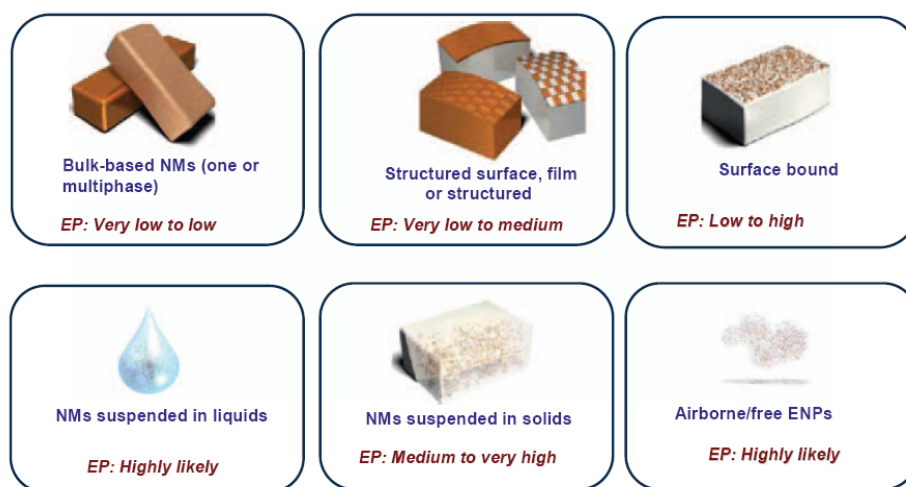 Bulk-based NMs (one or
multiphase)
EP: Very low to low
Structured surface, film
or structured
EP: Very low to medium
Surface bound
EP: Low to high
NMs suspended in liquids
EP: Highly likely
NMs suspended in solids
EP: Medium to very high
Airborne/free ENPs
EP: Highly likely